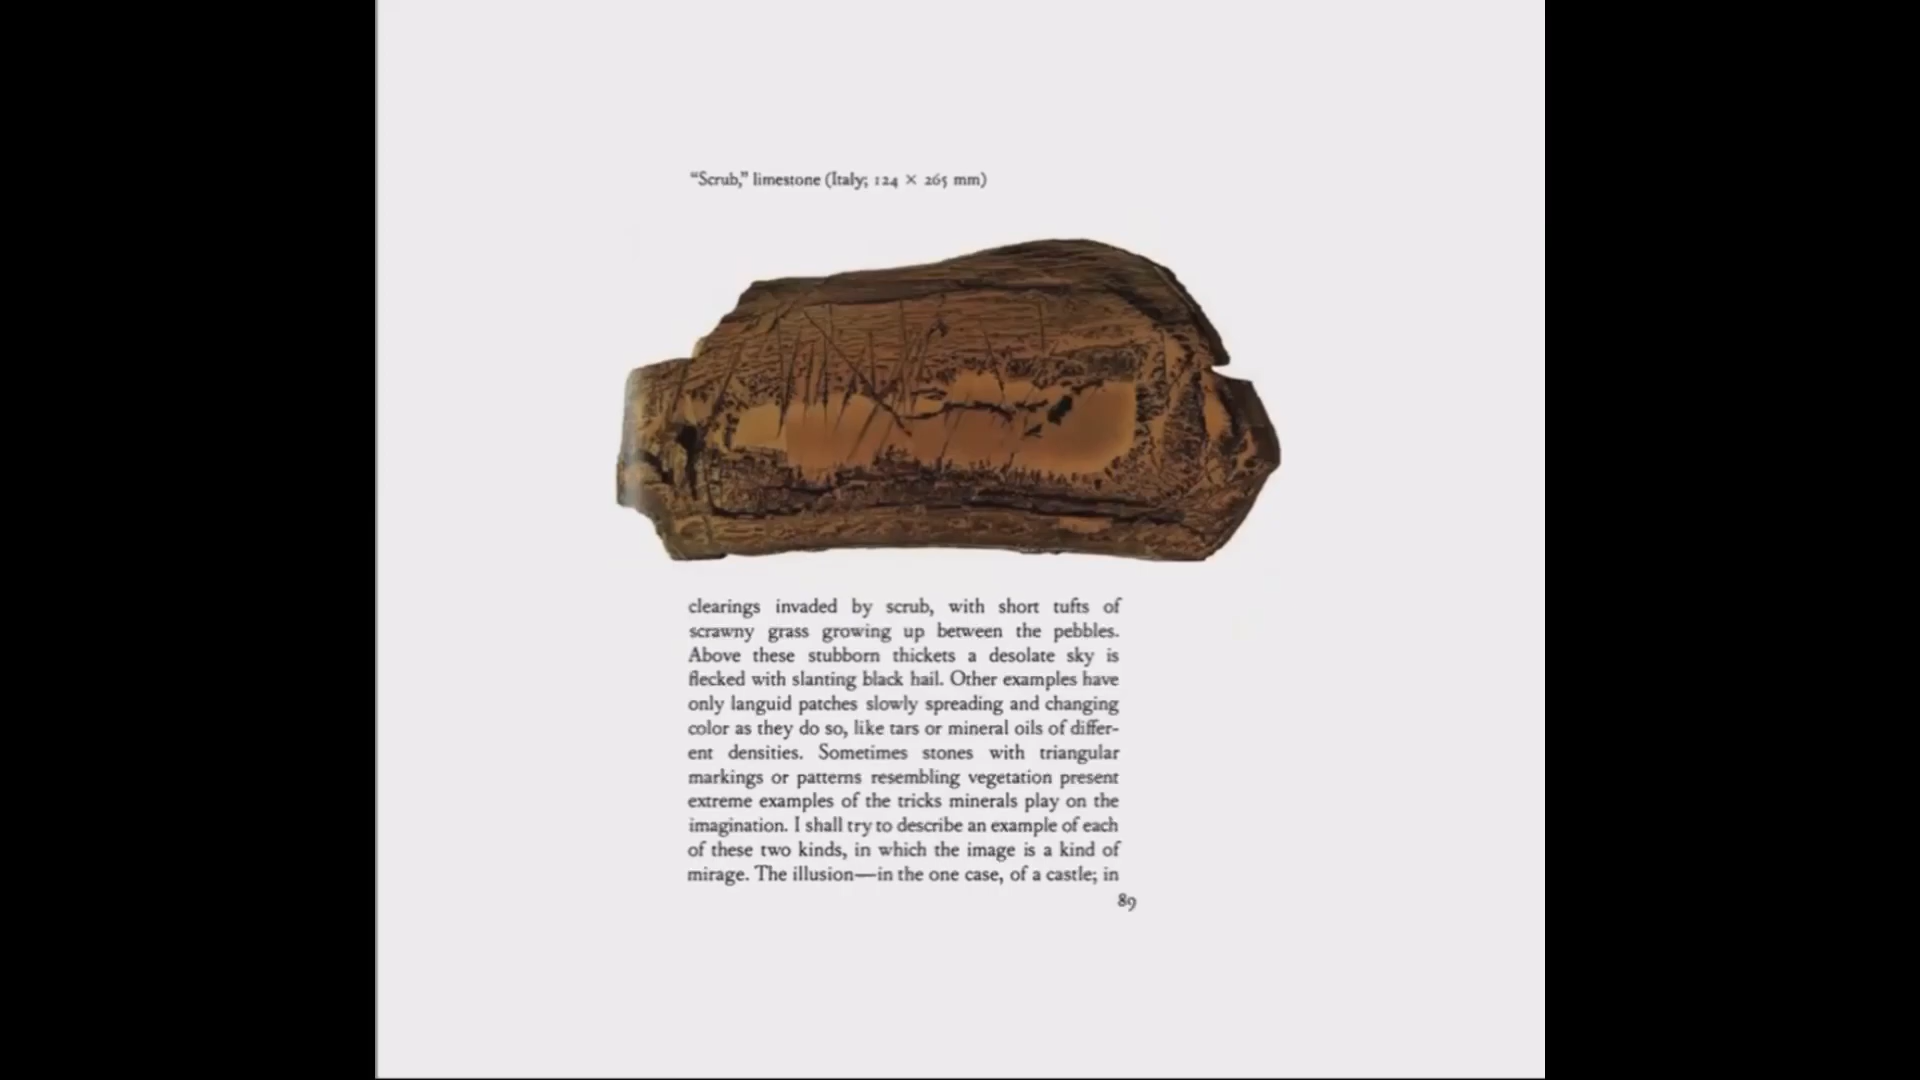 “Scrub,” limestone (Italy; 124 × 265 mm)
clearings invaded by scrub, with short tufts of
scrawny grass growing up between the pebbles.
Above these stubborn thickets a desolate sky is
flecked with slanting black hail. Other examples have
only languid patches slowly spreading and changing
color as they do so, like tars or mineral oils of differ-
ent densities. Sometimes stones with triangular
markings or patterns resembling vegetation present
extreme examples of the tricks minerals play on the
imagination. I shall try to describe an example of each
of these two kinds, in which the image is a kind of
mirage. The illusion—in the one case, of a castle; in
89